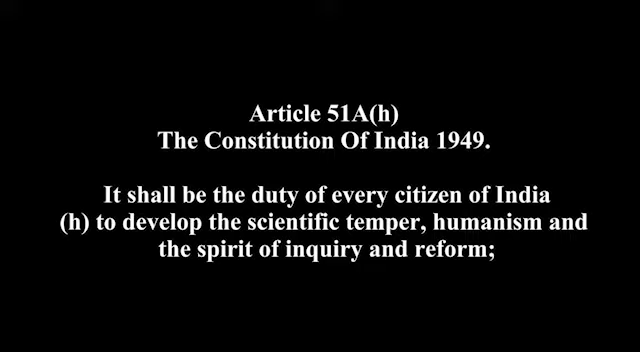 Article 51A(h)
The Constitution Of India 1949.
It shall be the duty of every citizen of India
(h) to develop the scientific temper, humanism and
the spirit of inquiry and reform;